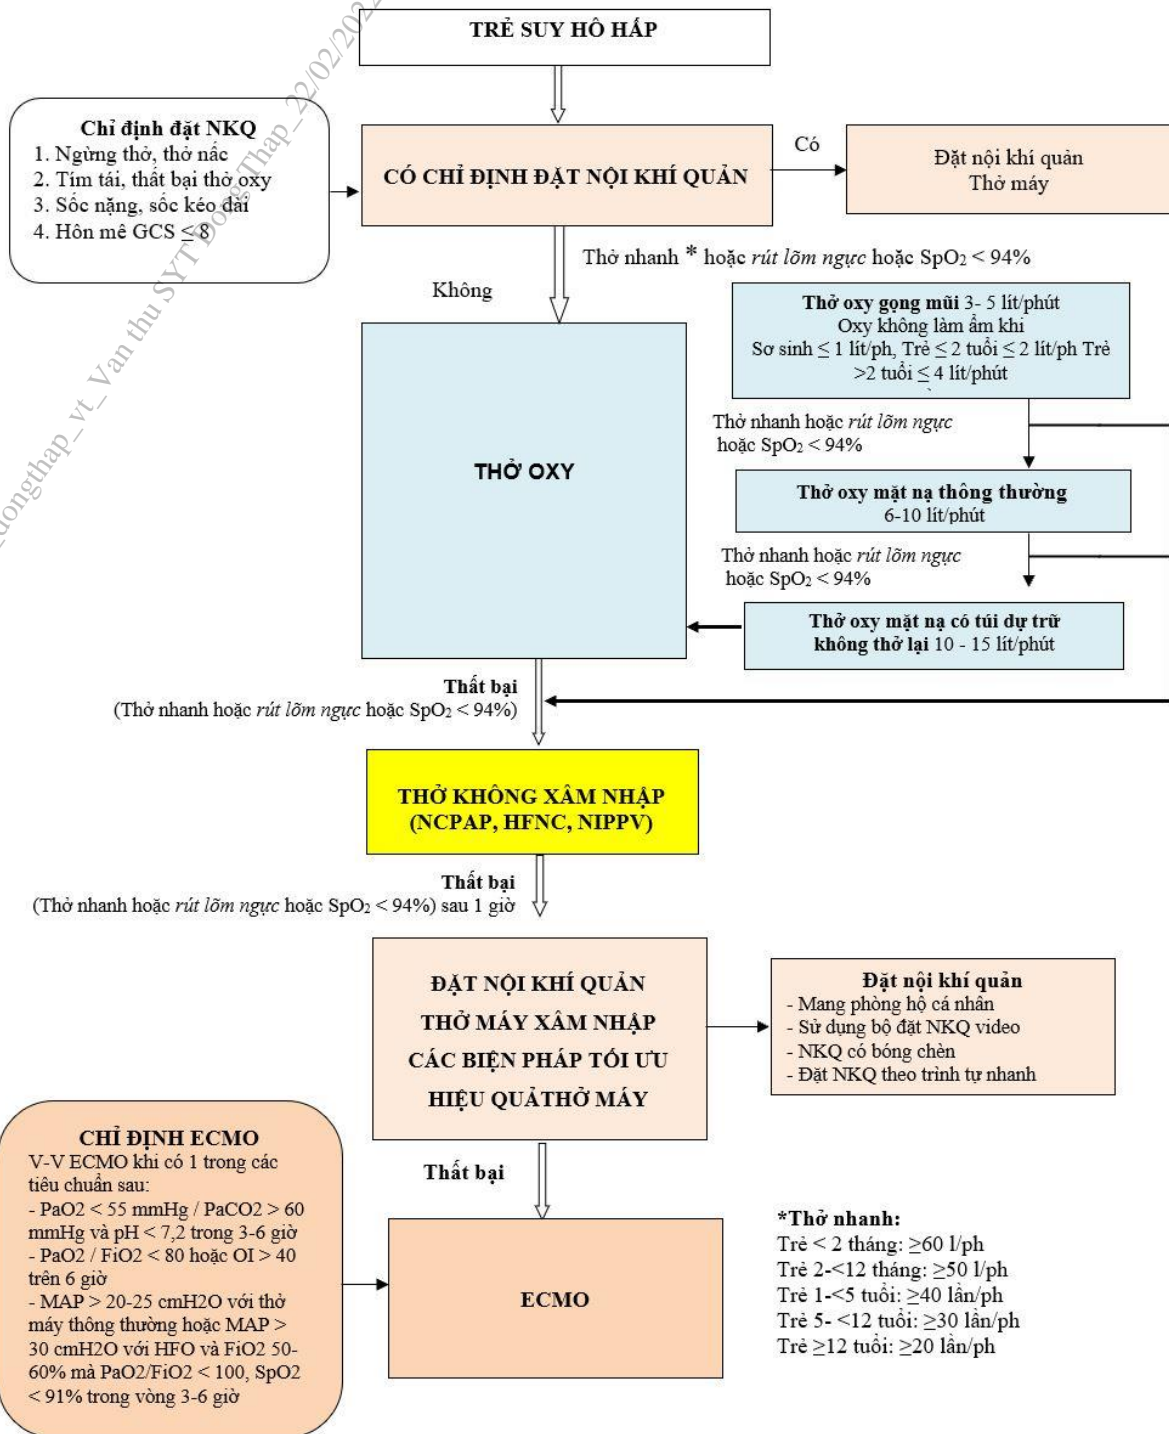 TRẺ SUY HÔ HẤP
Chỉ định đặt NKQ
1. Ngừng thở, thở nấc
2. Tím tái, thất bại thở oxy
3. Sốc nặng, sốc kéo dài
4. Hôn mê GCS ≤ 8
CÓ CHỈ ĐỊNH ĐẶT NỘI KHÍ QUẢN
Có
Đặt nội khí quản
Thở máy
Thở nhanh * hoặc rút lõm ngực hoặc SpO2 < 94%
Không
Thở oxy gọng mũi 3- 5 lít/phút
Oxy không làm ẩm khi
Sơ sinh ≤ 1 lít/ph, Trẻ ≤ 2 tuổi ≤ 2 lít/ph Trẻ
>2 tuổi ≤ 4 lít/phút
Thở nhanh hoặc rút lõm ngực
hoặc SpO2 < 94%
THỞ OXY
Thở oxy mặt nạ thông thường
6-10 lít/phút
Thở nhanh hoặc rút lõm ngực
hoặc SpO2 < 94%
Thở oxy mặt nạ có túi dự trữ
không thở lại 10 - 15 lít/phút
Thất bại
(Thở nhanh hoặc rút lõm ngực hoặc SpO2 < 94%)
THỞ KHÔNG XÂM NHẬP
(NCPAP, HFNC, NIPPV)
Thất bại
(Thở nhanh hoặc rút lõm ngực hoặc SpO2 < 94%) sau 1 giờ
ĐẶT NỘI KHÍ QUẢN
THỞ MÁY XÂM NHẬP
CÁC BIỆN PHÁP TỐI ƯU
HIỆU QUẢTHỞ MÁY
Đặt nội khí quản
- Mang phòng hộ cá nhân
- Sử dụng bộ đặt NKQ video
- NKQ có bóng chèn
- Đặt NKQ theo trình tự nhanh
Thất bại
CHỈ ĐỊNH ECMO
V-V ECMO khi có 1 trong các
tiêu chuẩn sau:
- PaO2 < 55 mmHg / PaCO2 > 60
mmHg và pH < 7,2 trong 3-6 giờ
- PaO2 / FiO2 < 80 hoặc OI > 40
trên 6 giờ
- MAP > 20-25 cmH2O với thở
máy thông thường hoặc MAP >
30 cmH2O với HFO và FiO2 50-
60% mà PaO2/FiO2 < 100, SpO2
< 91% trong vòng 3-6 giờ
ECMO
*Thở nhanh:
Trẻ < 2 tháng: ≥60 l/ph
Trẻ 2-<12 tháng: ≥50 l/ph
Trẻ 1-<5 tuổi: ≥40 lần/ph
Trẻ 5- <12 tuổi: ≥30 lần/ph
Trẻ ≥12 tuổi: ≥20 lần/ph
dongthap_vt_Van thu SYT Dong Thap_22/02/202